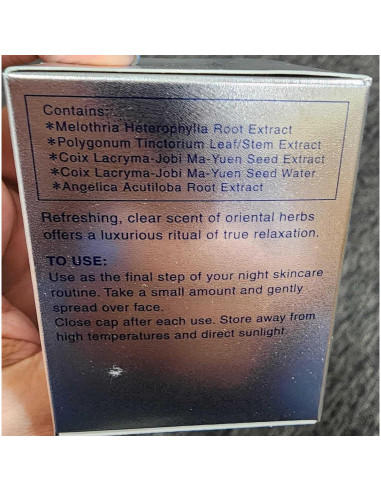 Contains:
*Melothria Heterophylla Root Extract
*Polygonum Tinctorium Leaf/Stem Extract
*Coix Lacryma-Jobi Ma-Yuen Seed Extract
*Coix Lacryma-Jobi Ma-Yuen Seed Water
*Angelica Acutiloba Root Extract
Refreshing, clear scent of oriental herbs
offers a luxurious ritual of true relaxation.
TO USE:
Use as the final step of your night skincare
routine. Take a small amount and gently
spread over face.
Close cap after each use. Store away from
high temperatures and direct sunlight.